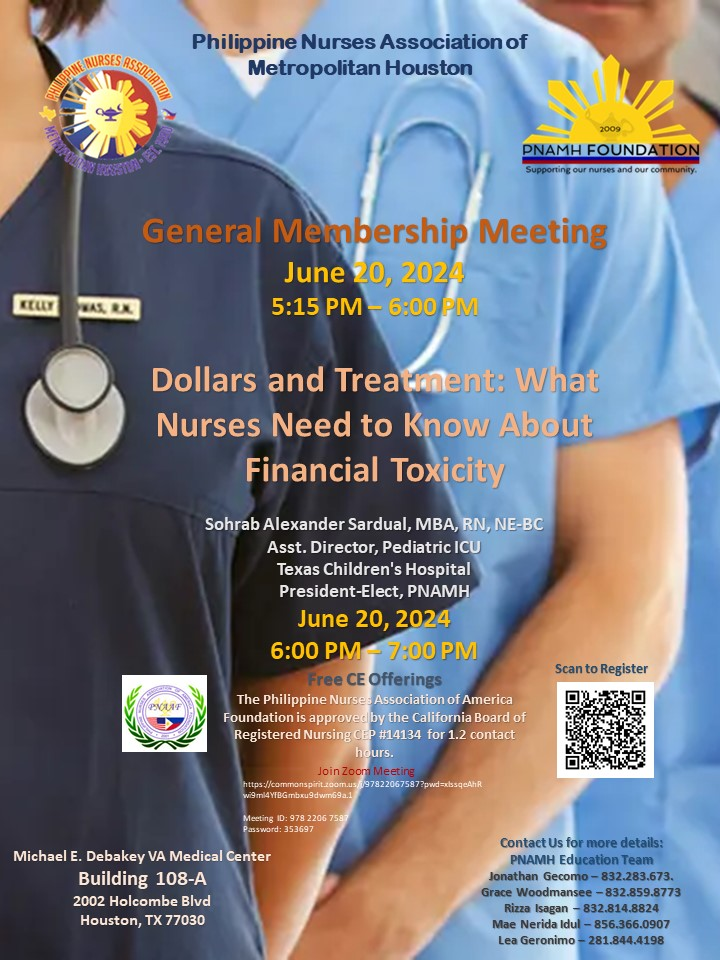 Philippine Nurses Association of
Metropolitan Houston
PHILIPPINE NURSES ASSOCIATION
METROPOLITAN HOUSTON
2009
PNAMH FOUNDATION
Supporting our nurses and our community.
General Membership Meeting
June 20, 2024
5:15 PM – 6:00 PM
KELLY
R.N.
Dollars and Treatment: What
Nurses Need to Know About
Financial Toxicity
Sohrab Alexander Sardual, MBA, RN, NE-BC
Asst. Director, Pediatric ICU
Texas Children's Hospital
President-Elect, PNAMH
June 20, 2024
6:00 PM – 7:00 PM
Free CE Offerings
PNAAF
The Philippine Nurses Association of America
Foundation is approved by the California Board of
Registered Nursing CEP #14134 for 1.2 contact
hours.
Scan to Register
Join Zoom Meeting
Meeting ID: 978 2206 7587
Password: 353697
Michael E. Debakey VA Medical Center
Building 108-A
2002 Holcombe Blvd
Houston, TX 77030
Contact Us for more details:
PNAMH Education Team
Jonathan Gecomo – 832.283.673.
Grace Woodmansee – 832.859.8773
Rizza Isagan – 832.814.8824
Mae Nerida Idul – 856.366.0907
Lea Geronimo – 281.844.4198